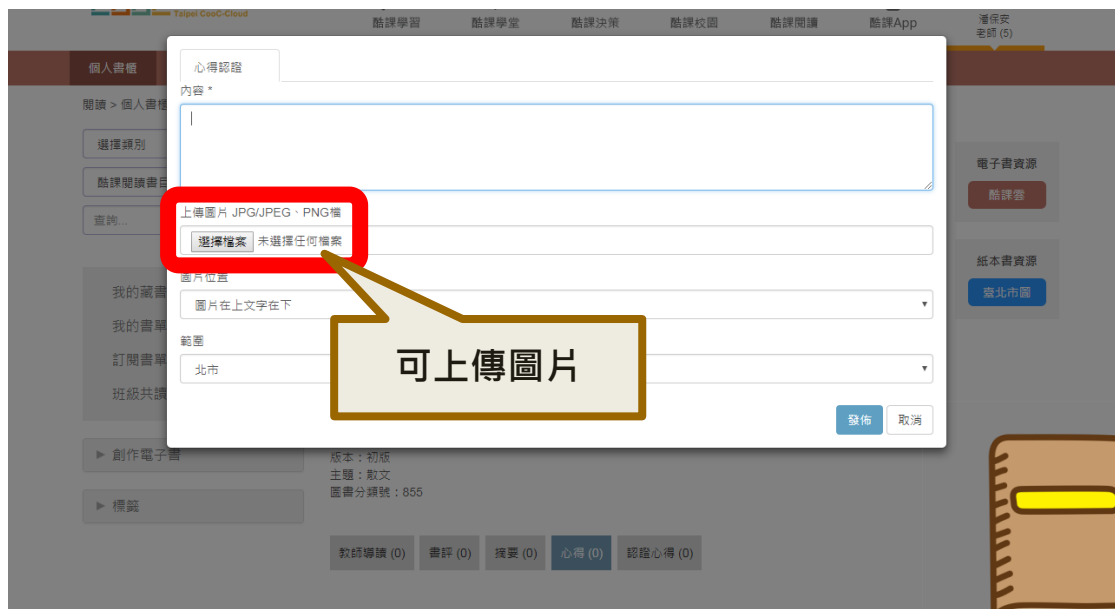 Taipei CooC-Cloud
酷課學習 酷課學堂 酷課決策 酷課校園 酷課閱讀 酷課App
潘保安
老師 (5)
個人書櫃
心得認證
閱讀 > 個人書櫃
內容 *
選擇類別
酷課閱讀書目
查詢...
電子書資源
酷課雲
上傳圖片 JPG/JPEG、PNG檔
選擇檔案 未選擇任何檔案
紙本書資源
臺北市圖
圖片位置
圖片在上文字在下
我的藏書
我的書單
訂閱書單
班級共讀
範圍
北市
可上傳圖片
發佈 取消
► 創作電子書
► 標籤
版本：初版
主題：散文
圖書分類號：855
教師導讀 (0) 書評 (0) 摘要 (0) 心得 (0) 認證心得 (0)